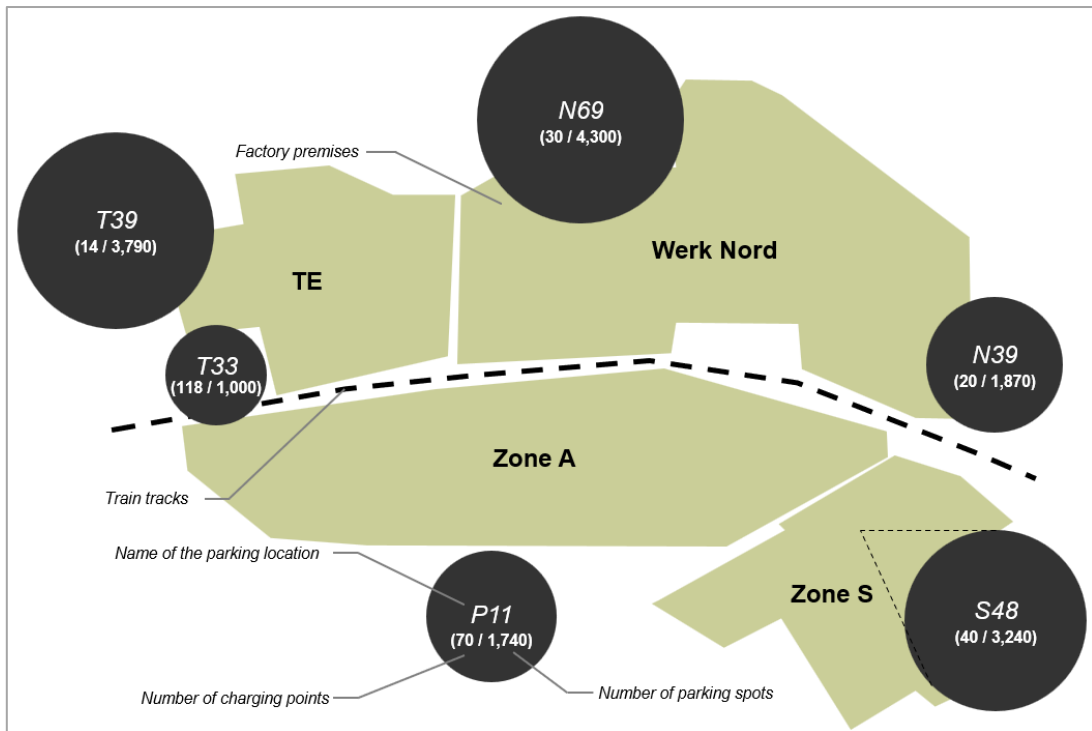 N69
(30 / 4,300)
Factory premises
T39
(14 / 3,790)
Werk Nord
TE
T33
(118 / 1,000)
N39
(20 / 1,870)
Zone A
Train tracks
Name of the parking location
Zone S
P11
(70 / 1,740)
S48
(40 / 3,240)
Number of charging points
Number of parking spots